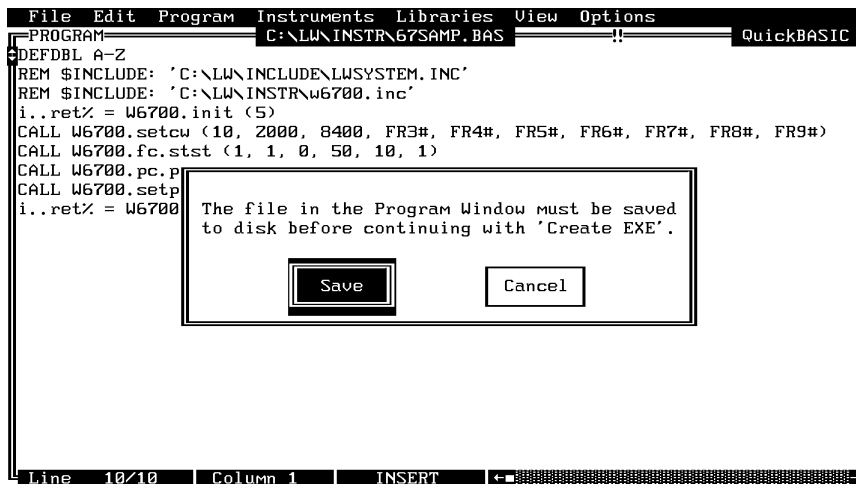 File Edit Program Instruments Libraries View Options
PROGRAM C:\LW\INSTR\67SAMP.BAS !! QuickBASIC
DEFDBL A-Z
REM $INCLUDE: 'C:\LW\INCLUDE\LWSYSTEM.INC'
REM $INCLUDE: 'C:\LW\INSTR\w6700.inc'
i..ret% = W6700.init (5)
CALL W6700.setcw (10, 2000, 8400, FR3#, FR4#, FR5#, FR6#, FR7#, FR8#, FR9#)
CALL W6700.fc.stst (1, 1, 0, 50, 10, 1)
CALL W6700.pc.p
CALL W6700.setp
i..ret% = W6700
The file in the Program Window must be saved
to disk before continuing with 'Create EXE'.
Save Cancel
Line 10/10 Column 1 INSERT ←